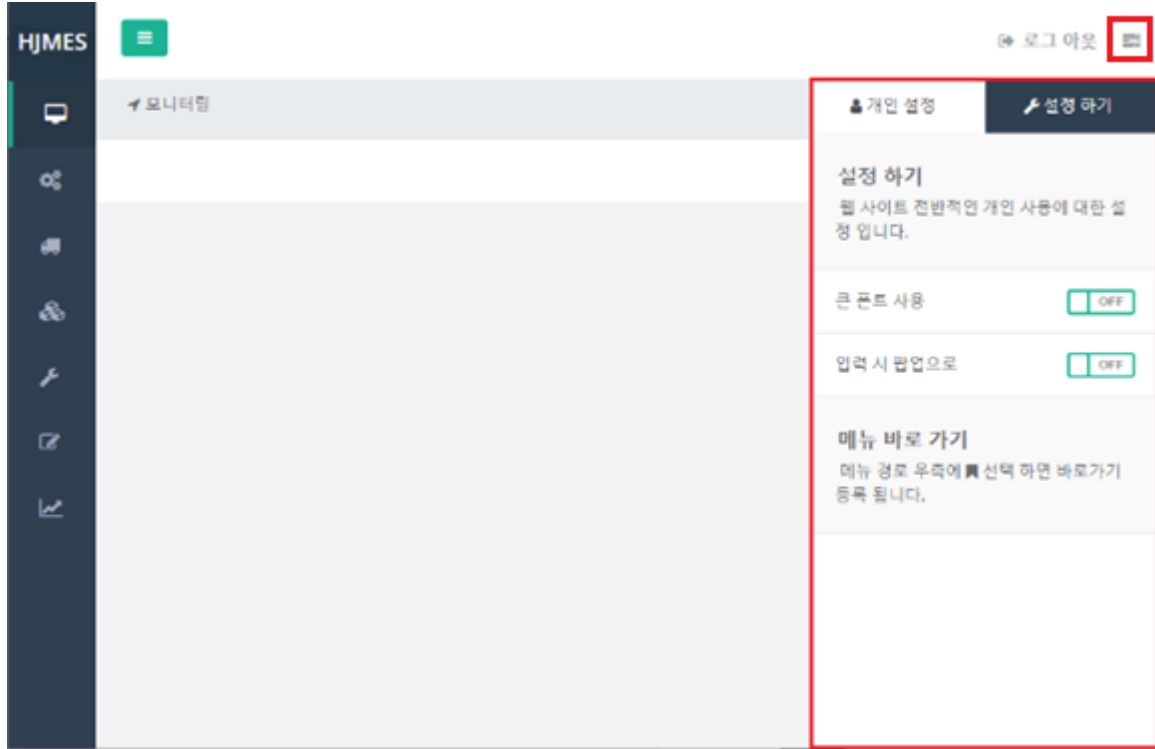 HJMES
로그 아웃
모니터링
개인 설정
설정 하기
설정 하기
웹 사이트 전반적인 개인 사용에 대한 설
정 입니다.
큰 폰트 사용
OFF
입력 시 팝업으로
OFF
메뉴 바로 가기
메뉴 경로 우측에 선택 하면 바로가기
등록 됩니다.